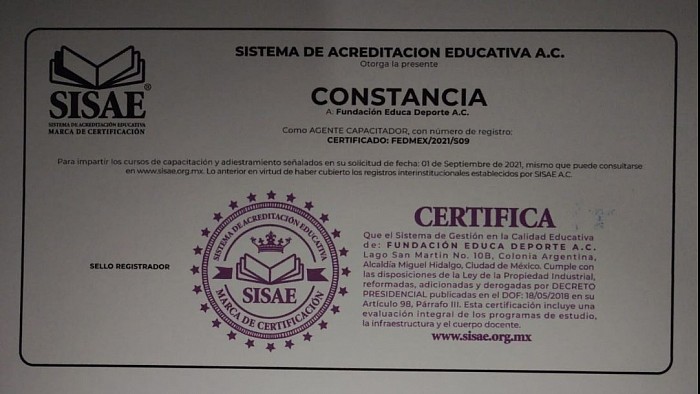 SISTEMA DE ACREDITACION EDUCATIVA A.C.
Otorga la presente
SISAE®
SISTEMA DE ACREDITACIÓN EDUCATIVA
MARCA DE CERTIFICACIÓN
CONSTANCIA
A: Fundación Educa Deporte A.C.
Como AGENTE CAPACITADOR, con número de registro:
CERTIFICADO: FEDMEX/2021/S09
Para impartir los cursos de capacitación y adiestramiento señalados en su solicitud de fecha: 01 de Septiembre de 2021, mismo que puede consultarse
en www.sisae.org.mx. Lo anterior en virtud de haber cubierto los registros interinstitucionales establecidos por SISAE A.C.
SELLO REGISTRADOR
SISTEMA DE ACREDITACIÓN EDUCATIVA
SISAE
MARCA DE CERTIFICACIÓN
CERTIFICA
Que el Sistema de Gestión en la Calidad Educativa
de: FUNDACIÓN EDUCA DEPORTE A.C.
Lago San Martin No. 10B, Colonia Argentina,
Alcaldía Miguel Hidalgo, Ciudad de México. Cumple con
las disposiciones de la Ley de la Propiedad Industrial,
reformadas, adicionadas y derogadas por DECRETO
PRESIDENCIAL publicadas en el DOF: 18/05/2018 en su
Artículo 98, Párrafo III. Esta certificación incluye una
evaluación integral de los programas de estudio,
la infraestructura y el cuerpo docente.
www.sisae.org.mx